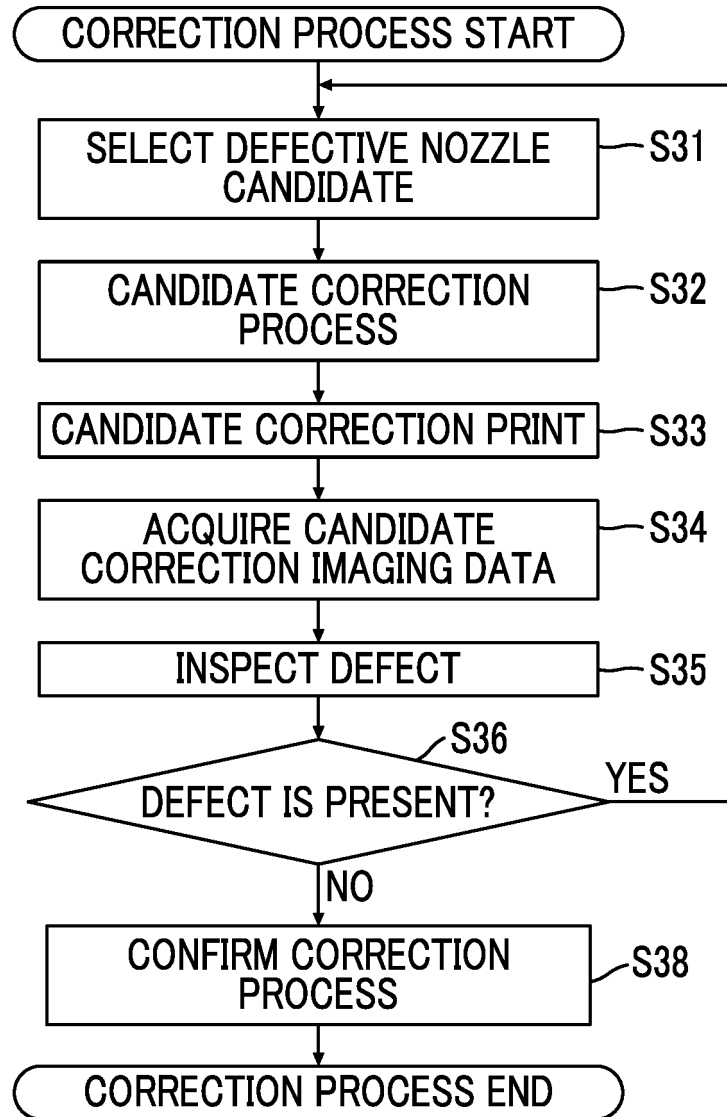 CORRECTION PROCESS START
SELECT DEFECTIVE NOZZLE
CANDIDATE
S31
CANDIDATE CORRECTION
PROCESS
S32
CANDIDATE CORRECTION PRINT
S33
ACQUIRE CANDIDATE
CORRECTION IMAGING DATA
S34
INSPECT DEFECT
S35
S36
DEFECT IS PRESENT?
YES
NO
CONFIRM CORRECTION
PROCESS
S38
CORRECTION PROCESS END